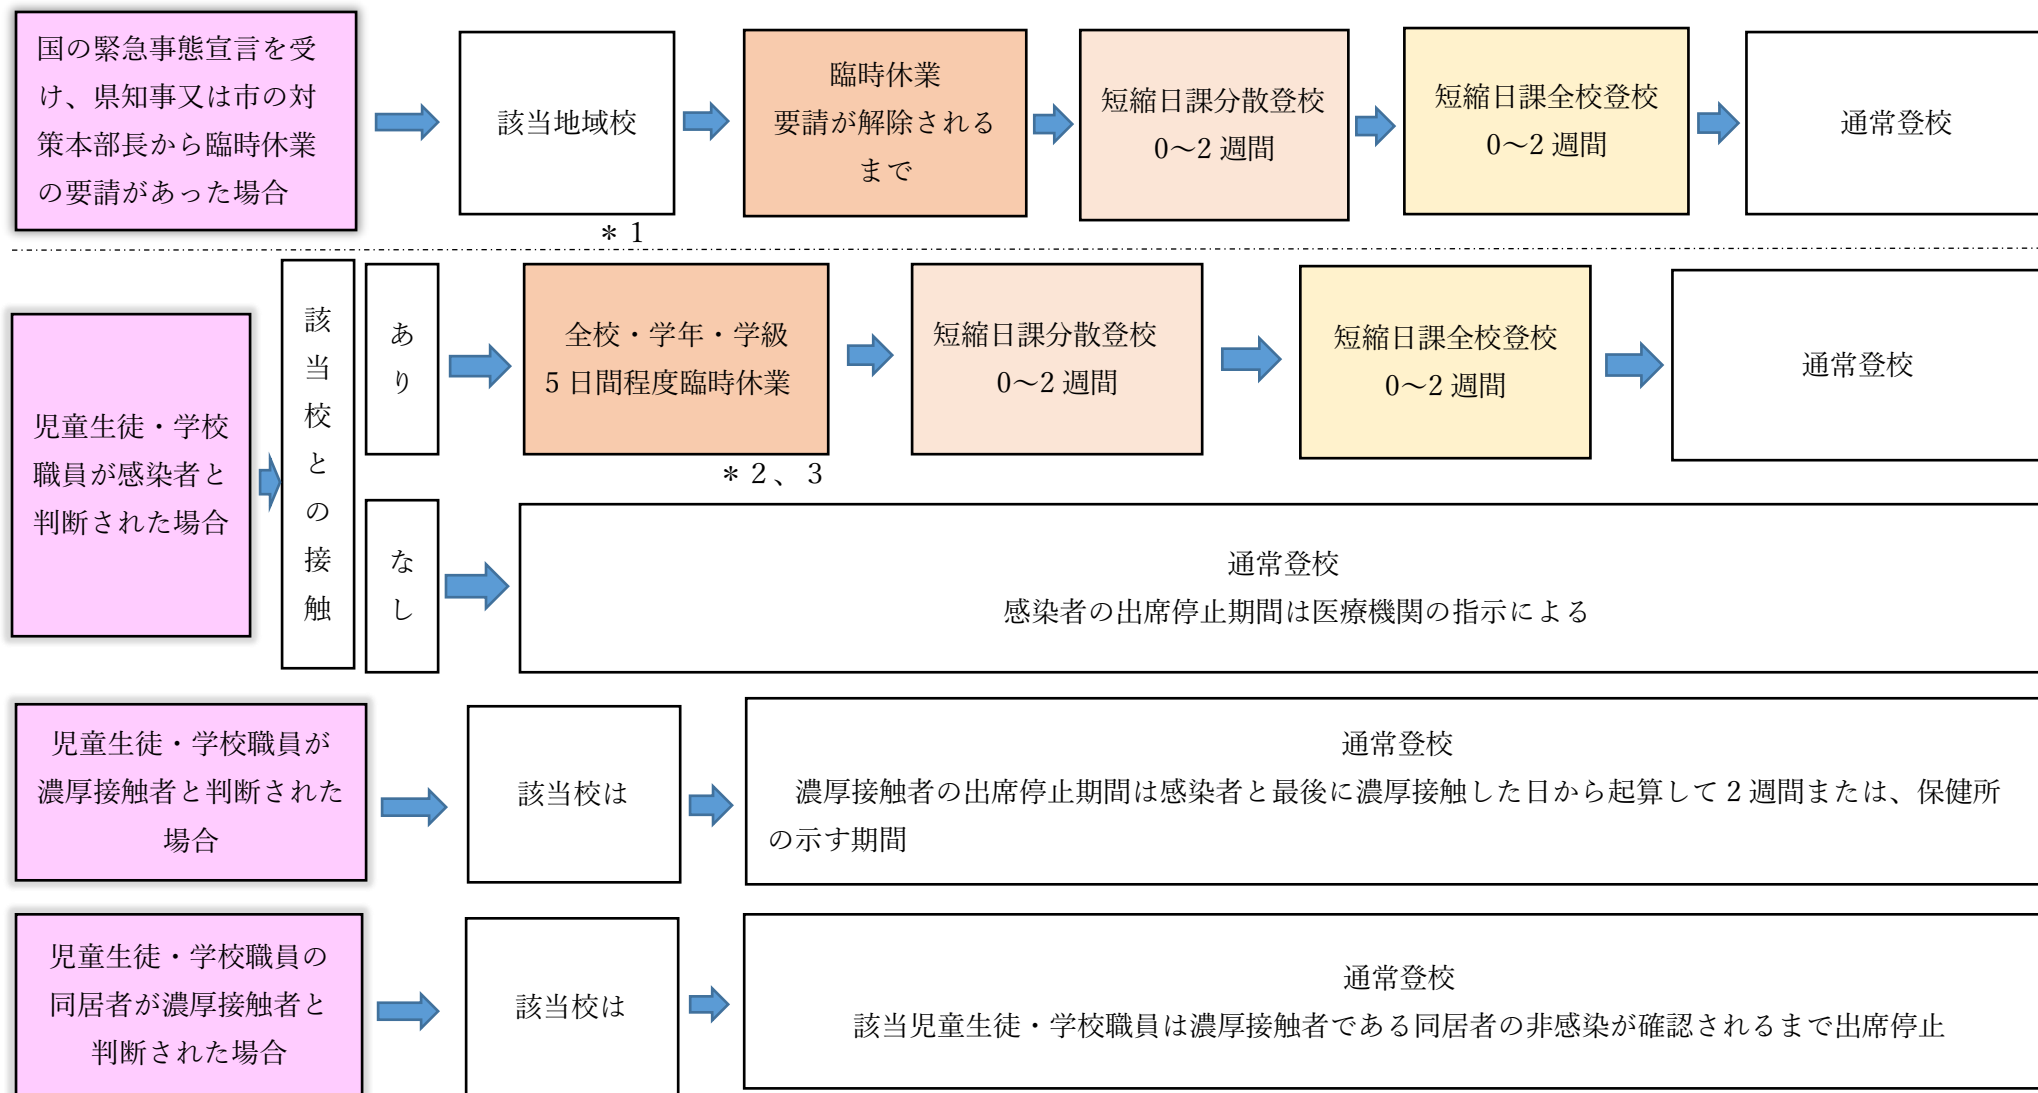 国の緊急事態宣言を受
け、県知事又は市の対
策本部長から臨時休業
の要請があった場合
該当地域校
＊1
臨時休業
要請が解除される
まで
短縮日課分散登校
0～2 週間
短縮日課全校登校
0～2 週間
通常登校
児童生徒・学校
職員が感染者と
判断された場合
該当校との接触
あり
全校・学年・学級
5 日間程度臨時休業
＊2、3
短縮日課分散登校
0～2 週間
短縮日課全校登校
0～2 週間
通常登校
なし
通常登校
感染者の出席停止期間は医療機関の指示による
児童生徒・学校職員が
濃厚接触者と判断された
場合
該当校は
通常登校
濃厚接触者の出席停止期間は感染者と最後に濃厚接触した日から起算して 2 週間または、保健所
の示す期間
児童生徒・学校職員の
同居者が濃厚接触者と
判断された場合
該当校は
通常登校
該当児童生徒・学校職員は濃厚接触者である同居者の非感染が確認されるまで出席停止